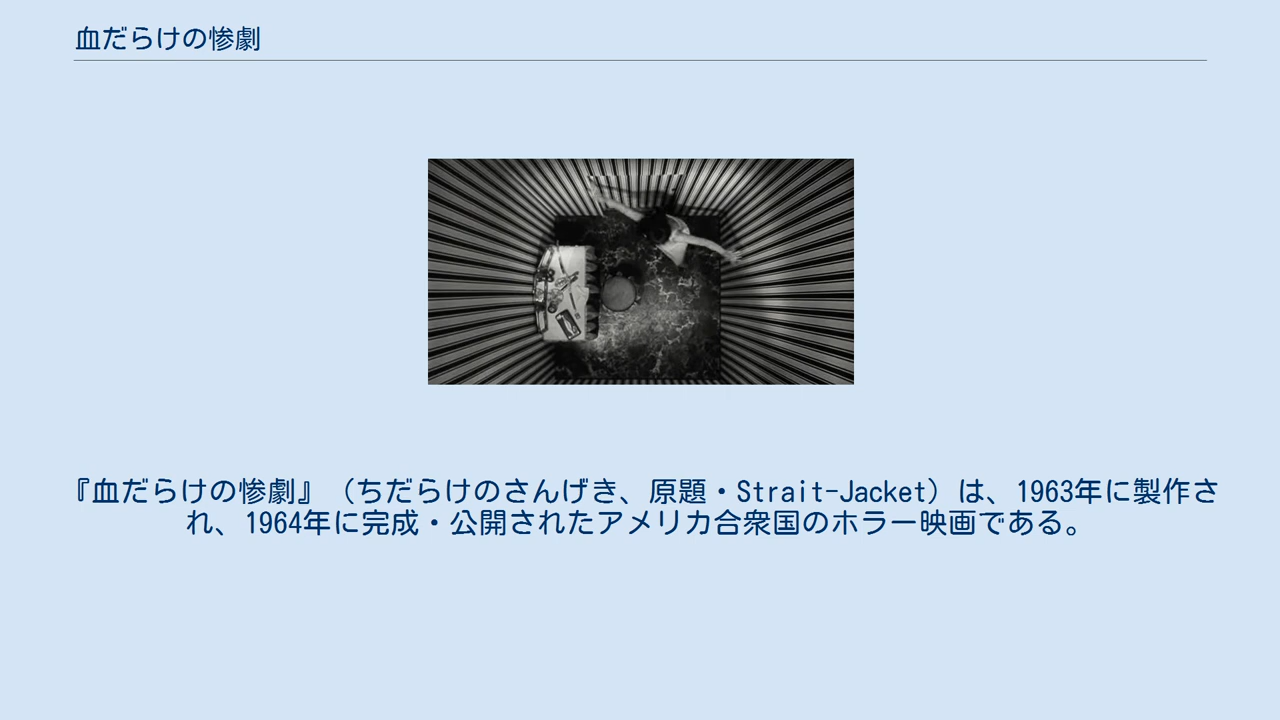 血だらけの惨劇
『血だらけの惨劇』（ちだらけのさんげき、原題・Strait-Jacket）は、1963年に製作さ
れ、1964年に完成・公開されたアメリカ合衆国のホラー映画である。